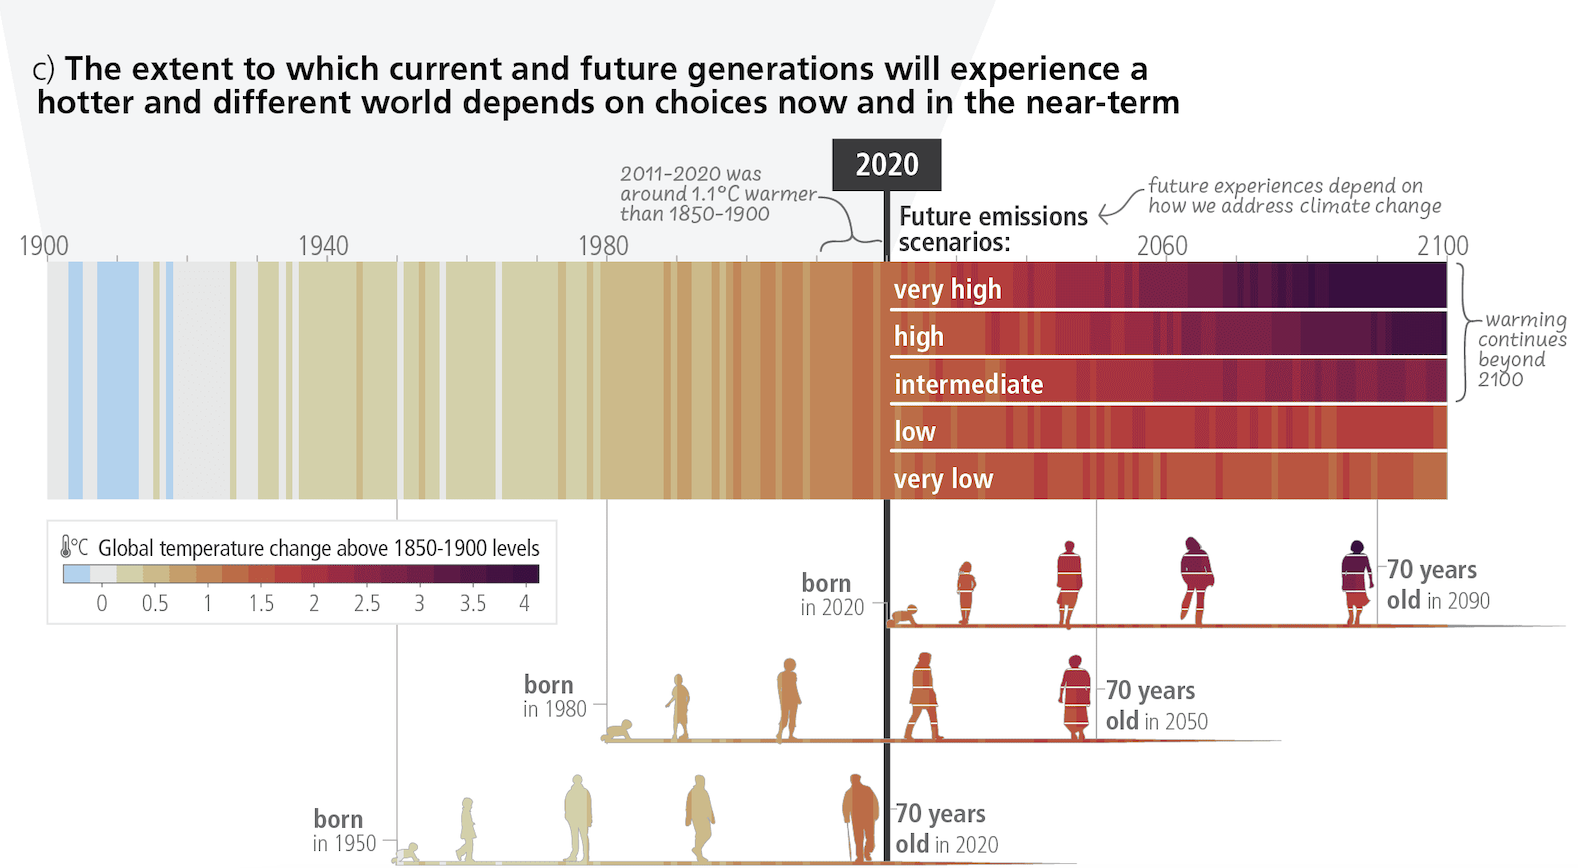 c) The extent to which current and future generations will experience a
hotter and different world depends on choices now and in the near-term
2011-2020 was
around 1.1°C warmer
than 1850-1900
2020
future experiences depend on
how we address climate change
Future emissions
scenarios:
1900
1940
1980
2060
2100
very high
high
intermediate
low
very low
warming
continues
beyond
2100
°C Global temperature change above 1850-1900 levels
0 0.5 1 1.5 2 2.5 3 3.5 4
born
in 2020
70 years
old in 2090
born
in 1980
70 years
old in 2050
born
in 1950
70 years
old in 2020